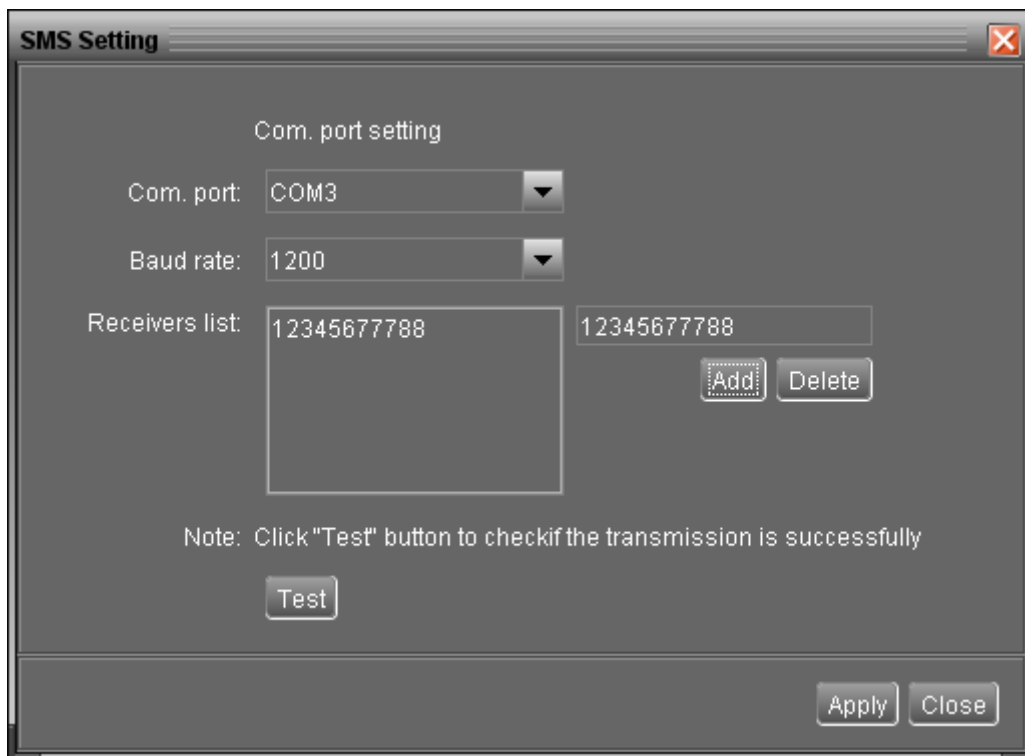 SMS Setting
Com. port setting
Com. port: COM3
Baud rate: 1200
Receivers list: 12345677788 12345677788
Add Delete
Note: Click "Test" button to checkif the transmission is successfully
Test
Apply Close